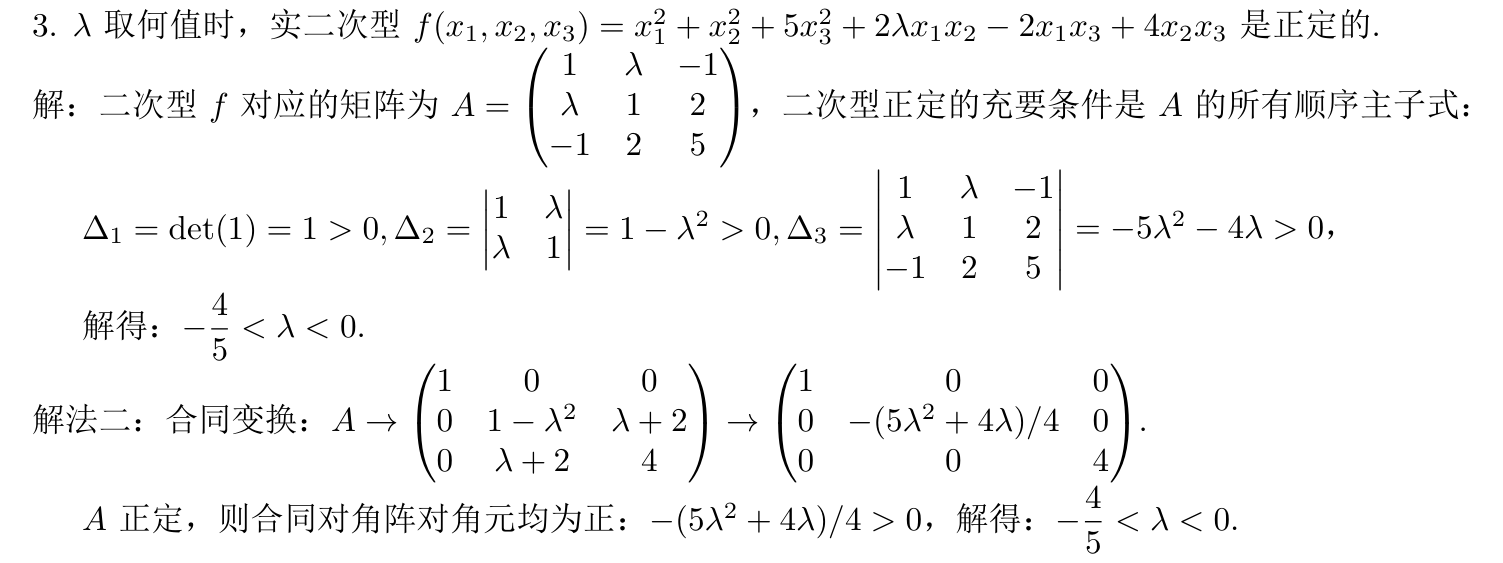 3. λ 取何值时，实二次型 $f(x_1, x_2, x_3) = x_1^2 + x_2^2 + 5x_3^2 + 2\lambda x_1x_2 - 2x_1x_3 + 4x_2x_3$ 是正定的.
解：二次型 $f$ 对应的矩阵为 $A = \begin{pmatrix} 1 & \lambda & -1 \\ \lambda & 1 & 2 \\ -1 & 2 & 5 \end{pmatrix}$，二次型正定的充要条件是 $A$ 的所有顺序主子式：
$\Delta_1 = \det(1) = 1 > 0, \Delta_2 = \begin{vmatrix} 1 & \lambda \\ \lambda & 1 \end{vmatrix} = 1 - \lambda^2 > 0, \Delta_3 = \begin{vmatrix} 1 & \lambda & -1 \\ \lambda & 1 & 2 \\ -1 & 2 & 5 \end{vmatrix} = -5\lambda^2 - 4\lambda > 0$，
解得：$-\dfrac{4}{5} < \lambda < 0$.
解法二：合同变换：$A \to \begin{pmatrix} 1 & 0 & 0 \\ 0 & 1 - \lambda^2 & \lambda + 2 \\ 0 & \lambda + 2 & 4 \end{pmatrix} \to \begin{pmatrix} 1 & 0 & 0 \\ 0 & -(5\lambda^2 + 4\lambda)/4 & 0 \\ 0 & 0 & 4 \end{pmatrix}$.
$A$ 正定，则合同对角阵对角元均为正：$-(5\lambda^2 + 4\lambda)/4 > 0$，解得：$-\dfrac{4}{5} < \lambda < 0$.